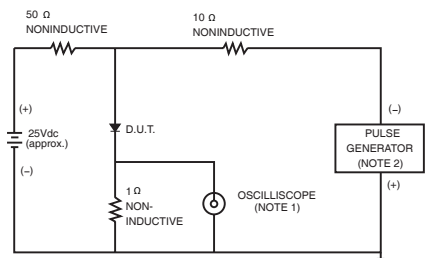 50 Ω
NONINDUCTIVE
10 Ω
NONINDUCTIVE
(+)
25Vdc
(approx.)
(−)
D.U.T.
1 Ω
NON-
INDUCTIVE
OSCILLISCOPE
(NOTE 1)
(−)
PULSE
GENERATOR
(NOTE 2)
(+)